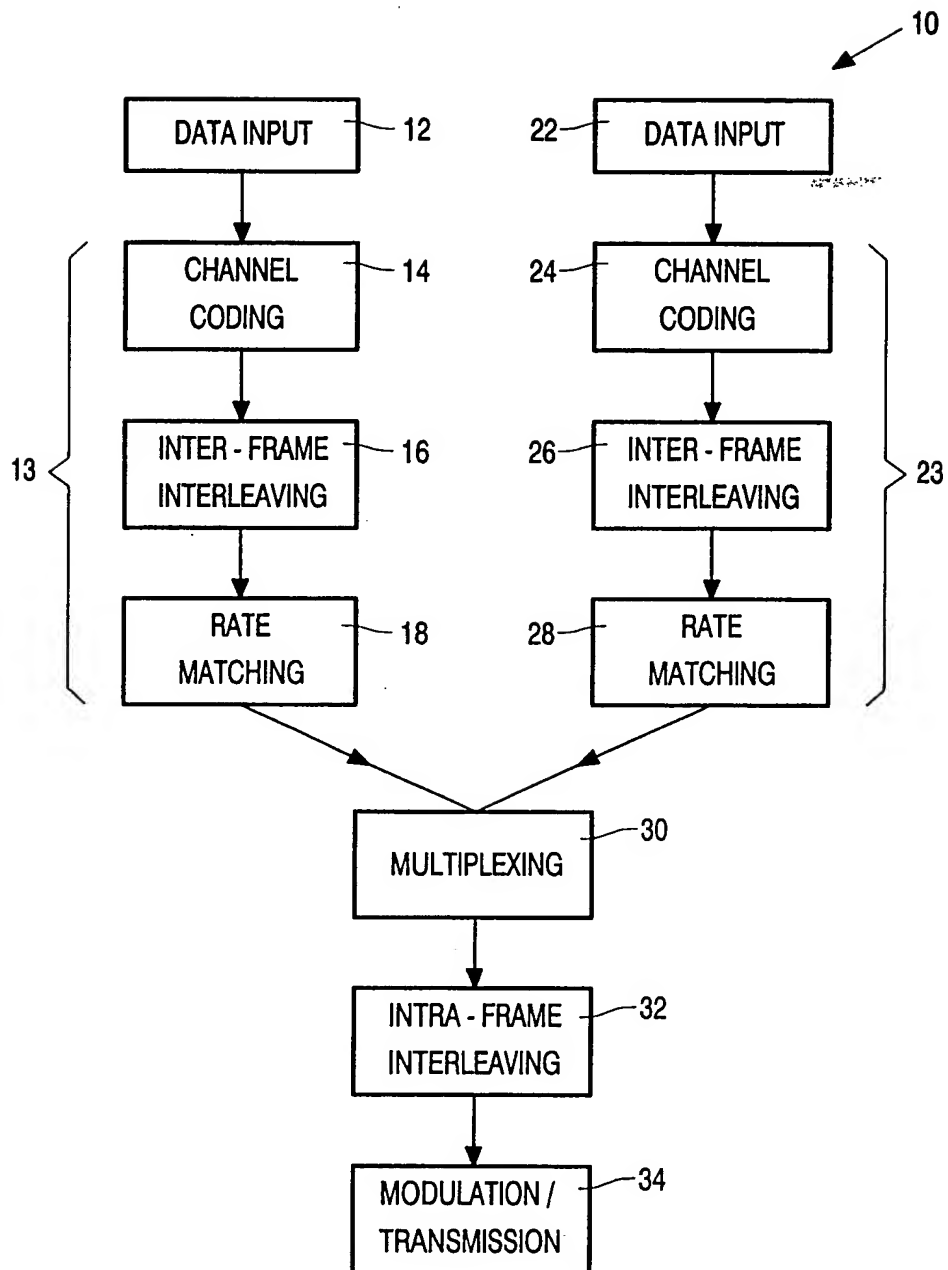 10
DATA INPUT
12
22
DATA INPUT
CHANNEL
CODING
14
24
CHANNEL
CODING
13
INTER - FRAME
INTERLEAVING
16
26
INTER - FRAME
INTERLEAVING
23
RATE
MATCHING
18
28
RATE
MATCHING
MULTIPLEXING
30
INTRA - FRAME
INTERLEAVING
32
MODULATION /
TRANSMISSION
34